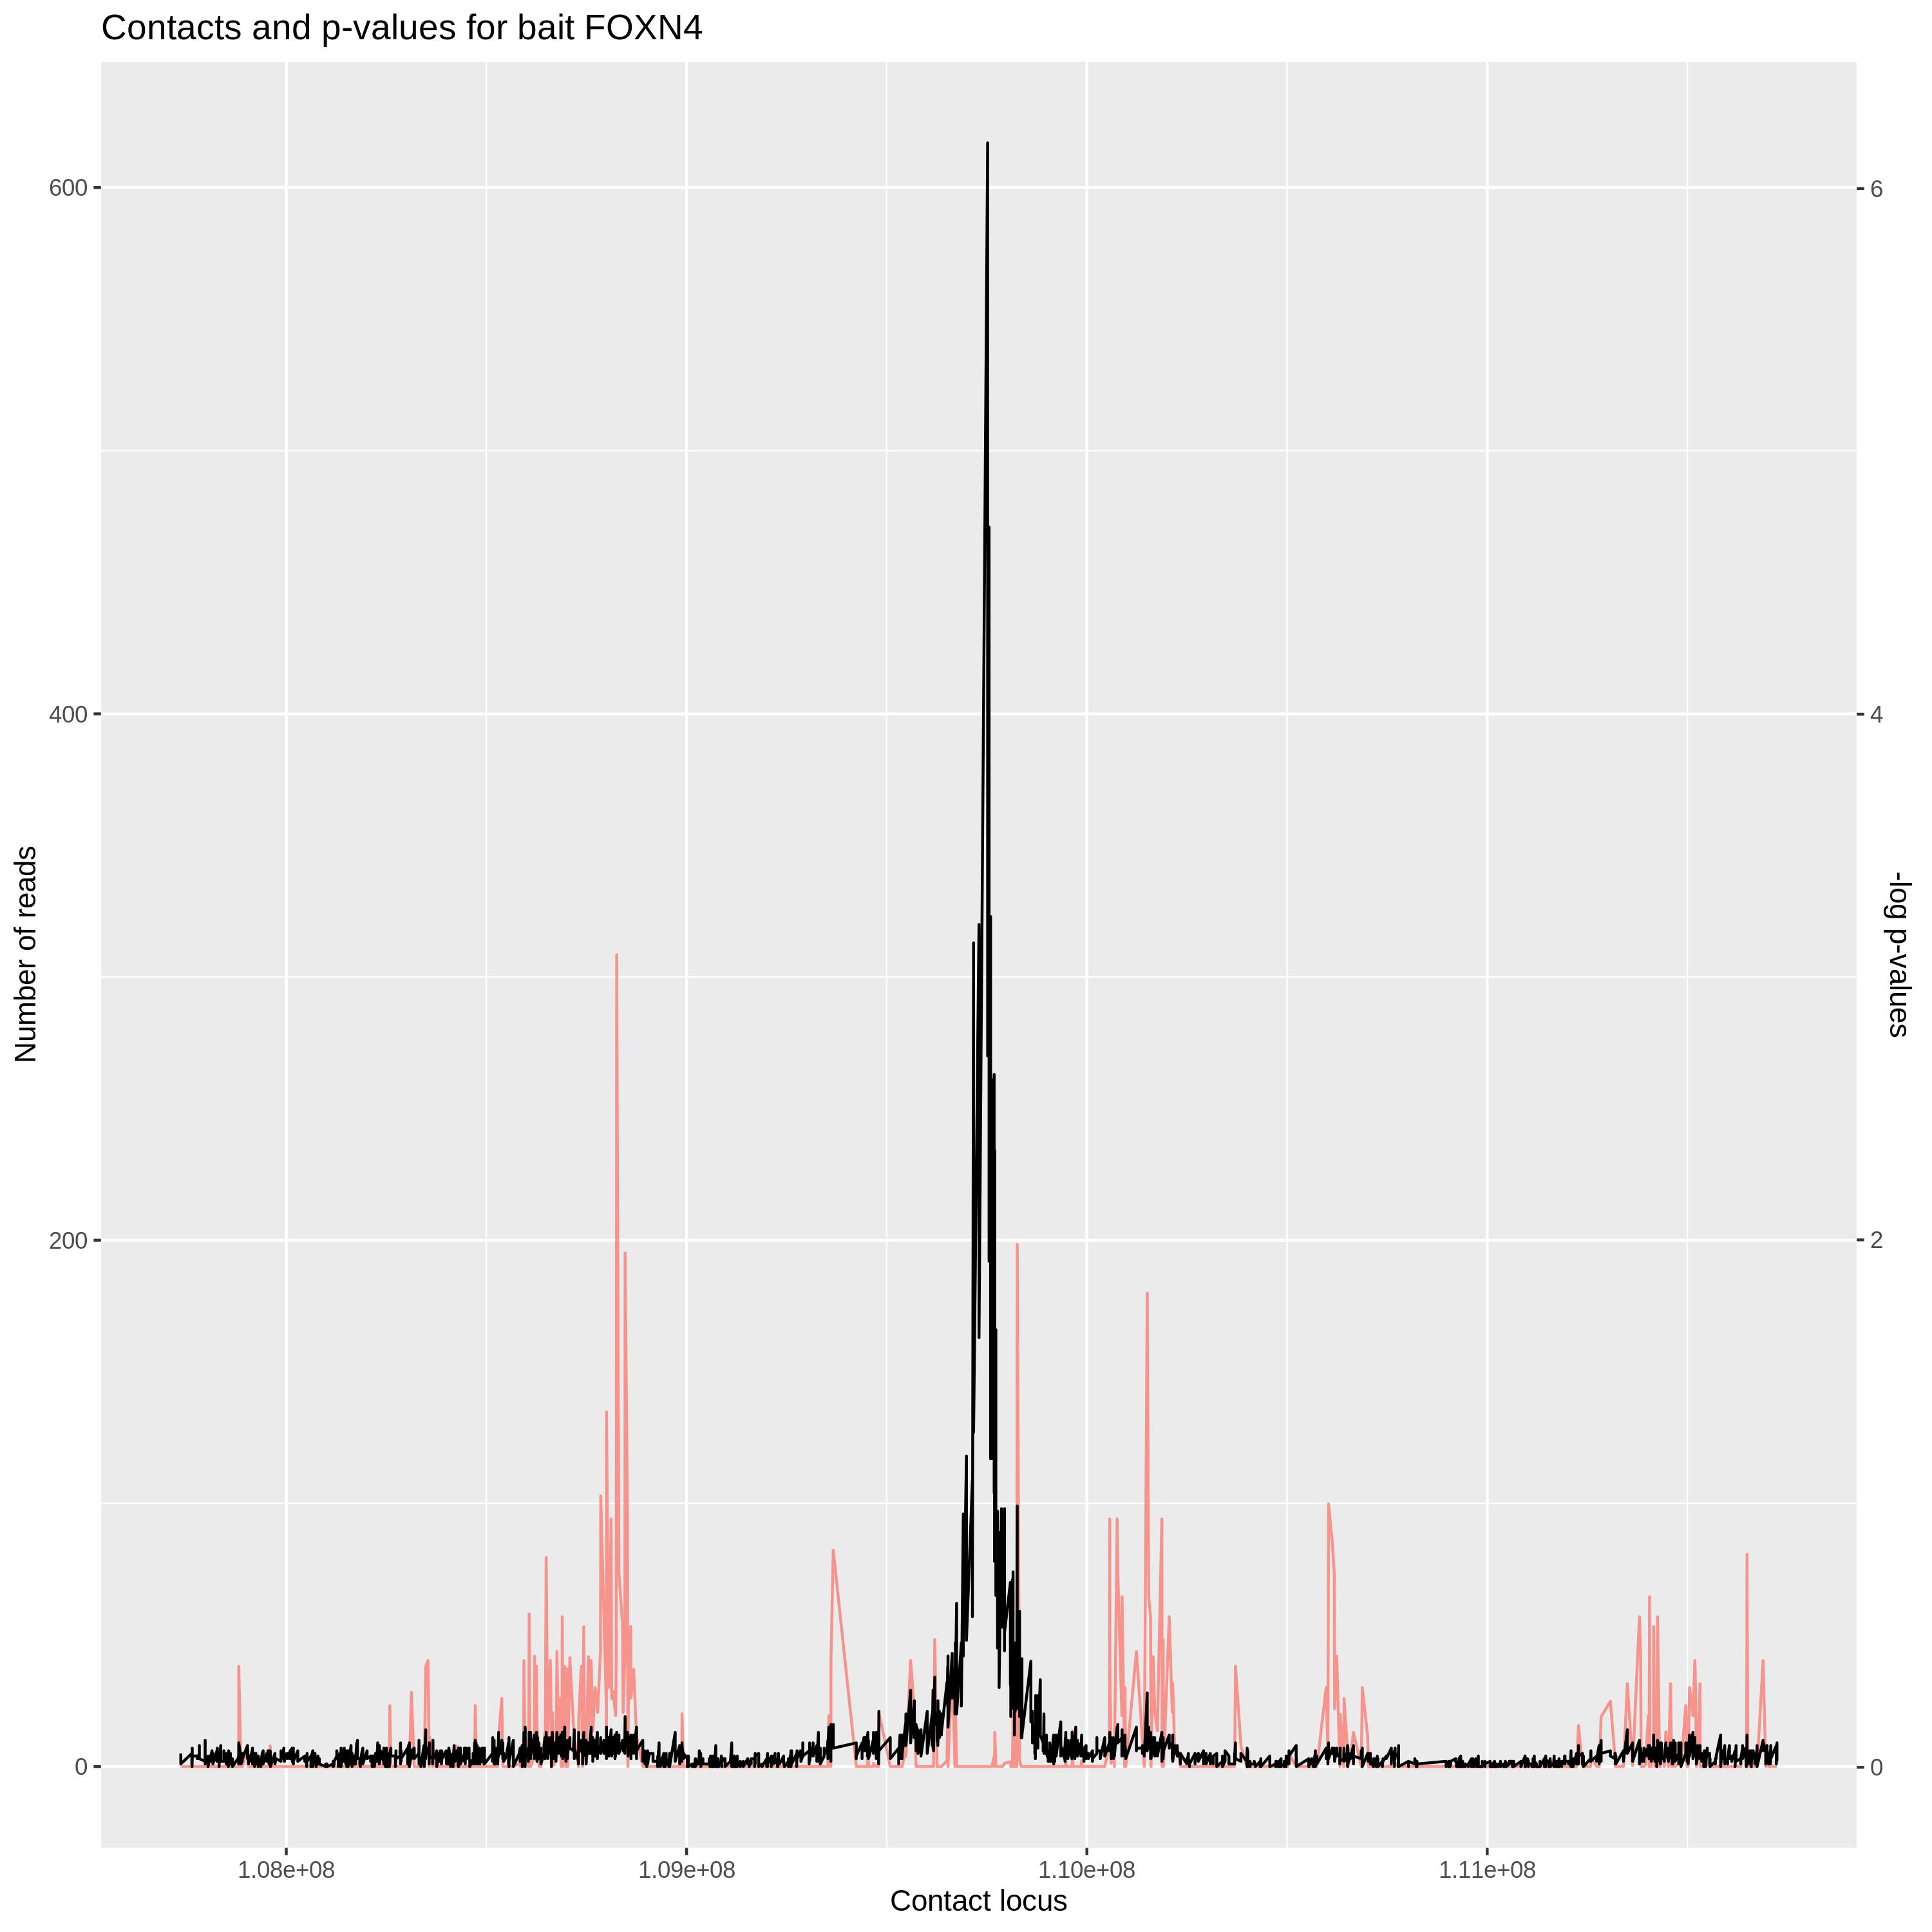 Contacts and p-values for bait FOXN4
600
400
200
0
Number of reads
6
4
2
0
-log p-values
1.08e+08
1.09e+08
1.10e+08
1.11e+08
Contact locus